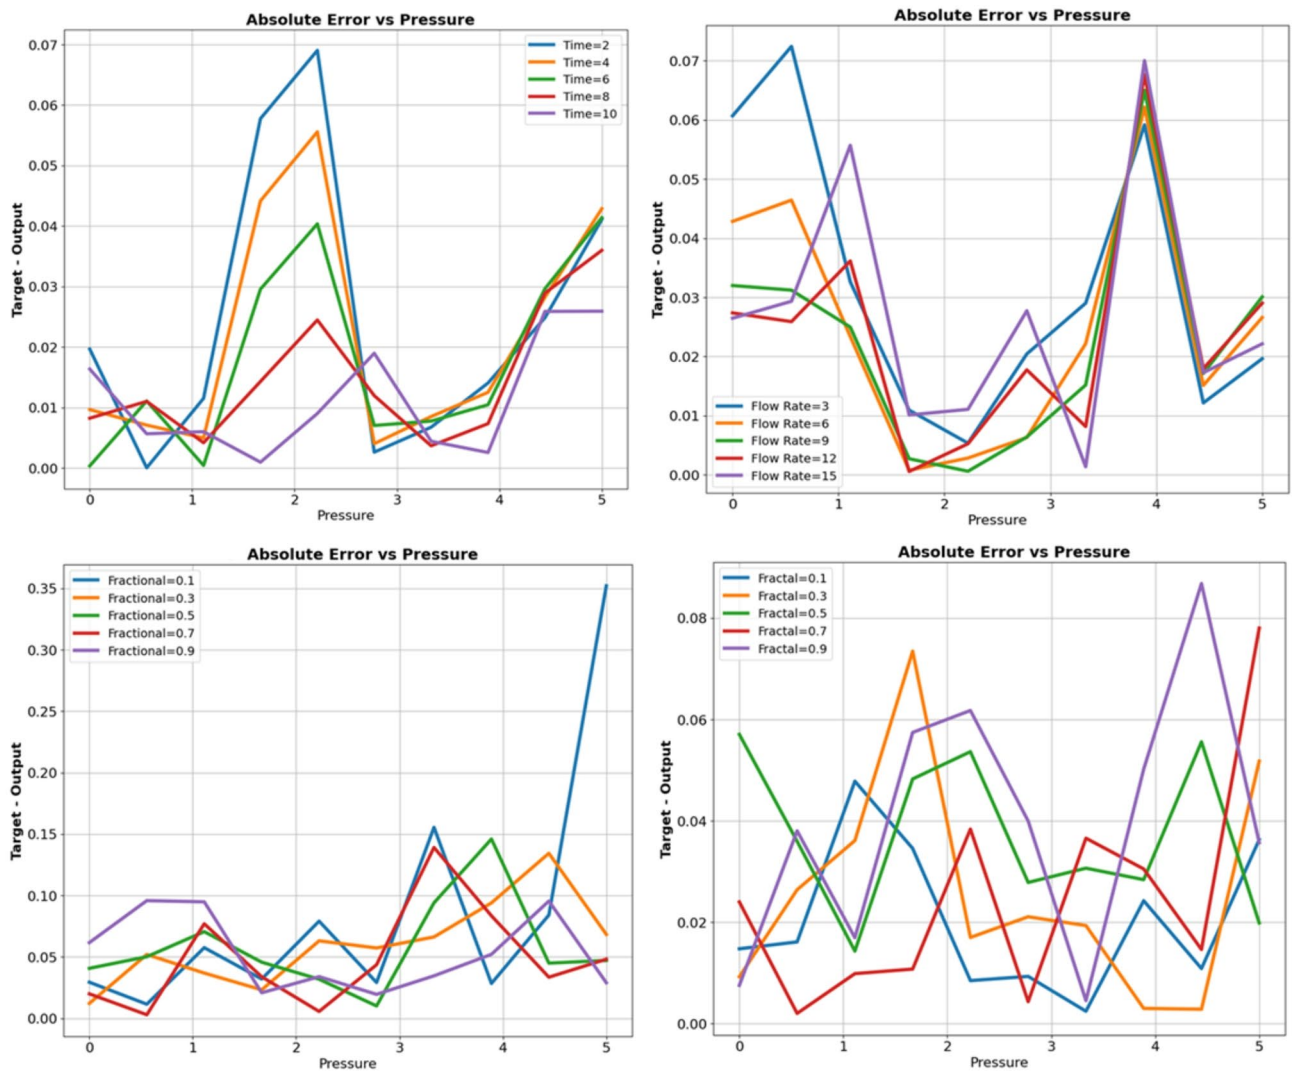 Absolute Error vs Pressure
Target - Output
0.07
0.06
0.05
0.04
0.03
0.02
0.01
0.00
Time=2
Time=4
Time=6
Time=8
Time=10
0 1 2 3 4 5
Pressure
Absolute Error vs Pressure
Target - Output
0.07
0.06
0.05
0.04
0.03
0.02
0.01
0.00
Flow Rate=3
Flow Rate=6
Flow Rate=9
Flow Rate=12
Flow Rate=15
0 1 2 3 4 5
Pressure
Absolute Error vs Pressure
Target - Output
0.35
0.30
0.25
0.20
0.15
0.10
0.05
0.00
Fractional=0.1
Fractional=0.3
Fractional=0.5
Fractional=0.7
Fractional=0.9
0 1 2 3 4 5
Pressure
Absolute Error vs Pressure
Target - Output
0.08
0.06
0.04
0.02
0.00
Fractal=0.1
Fractal=0.3
Fractal=0.5
Fractal=0.7
Fractal=0.9
0 1 2 3 4 5
Pressure